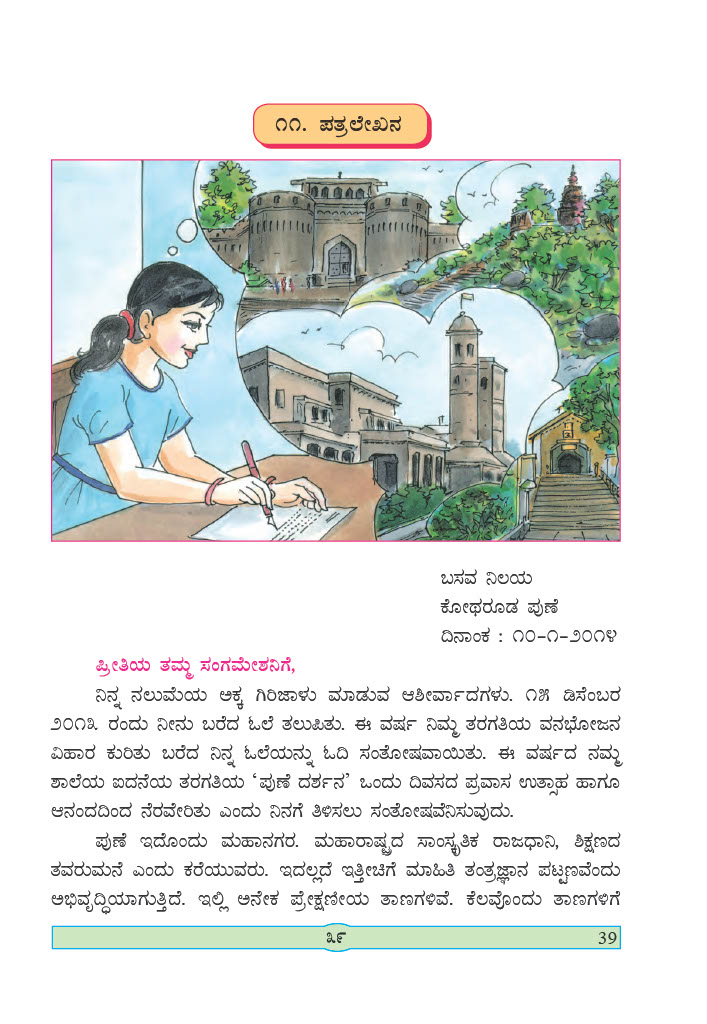 ೧೧. ಪತ್ರಲೇಖನ
ಬಸವ ನಿಲಯ
ಕೋಥರೂಡ ಪುಣೆ
ದಿನಾಂಕ : ೧೦-೧-೨೦೧೪
ಪ್ರೀತಿಯ ತಮ್ಮ ಸಂಗಮೇಶನಿಗೆ,
ನಿನ್ನ ನಲುಮೆಯ ಅಕ್ಕ ಗಿರಿಜಾಳು ಮಾಡುವ ಆಶೀರ್ವಾದಗಳು. ೧೫ ಡಿಸೆಂಬರ
೨೦೧೩ ರಂದು ನೀನು ಬರೆದ ಓಲೆ ತಲುಪಿತು. ಈ ವರ್ಷ ನಿಮ್ಮ ತರಗತಿಯ ವನಭೋಜನ
ವಿಹಾರ ಕುರಿತು ಬರೆದ ನಿನ್ನ ಓಲೆಯನ್ನು ಓದಿ ಸಂತೋಷವಾಯಿತು. ಈ ವರ್ಷದ ನಮ್ಮ
ಶಾಲೆಯ ಐದನೆಯ ತರಗತಿಯ ‘ಪುಣೆ ದರ್ಶನ’ ಒಂದು ದಿವಸದ ಪ್ರವಾಸ ಉತ್ಸಾಹ ಹಾಗೂ
ಆನಂದದಿಂದ ನೆರವೇರಿತು ಎಂದು ನಿನಗೆ ತಿಳಿಸಲು ಸಂತೋಷವೆನಿಸುವುದು.
ಪುಣೆ ಇದೊಂದು ಮಹಾನಗರ. ಮಹಾರಾಷ್ಟ್ರದ ಸಾಂಸ್ಕೃತಿಕ ರಾಜಧಾನಿ, ಶಿಕ್ಷಣದ
ತವರುಮನೆ ಎಂದು ಕರೆಯುವರು. ಇದಲ್ಲದೆ ಇತ್ತೀಚಿಗೆ ಮಾಹಿತಿ ತಂತ್ರಜ್ಞಾನ ಪಟ್ಟಣವೆಂದು
ಅಭಿವೃದ್ಧಿಯಾಗುತ್ತಿದೆ. ಇಲ್ಲಿ ಅನೇಕ ಪ್ರೇಕ್ಷಣೀಯ ತಾಣಗಳಿವೆ. ಕೆಲವೊಂದು ತಾಣಗಳಿಗೆ
೩೯
39